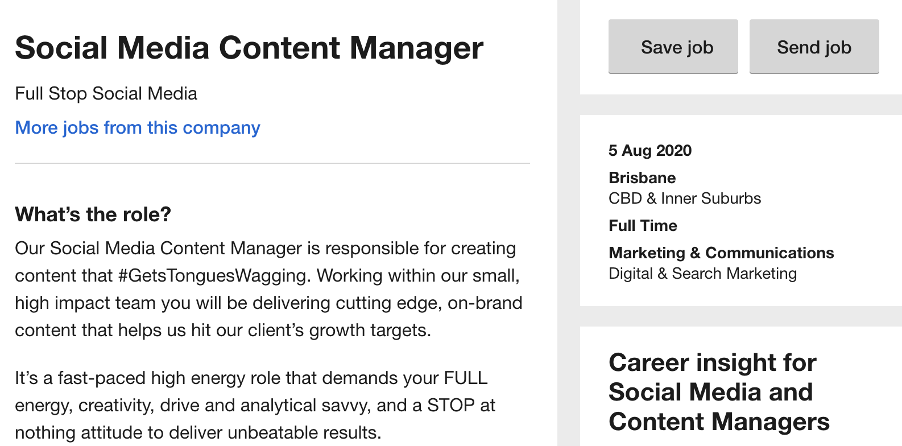 Social Media Content Manager
Full Stop Social Media
More jobs from this company
What's the role?
Our Social Media Content Manager is responsible for creating
content that #GetsTonguesWagging. Working within our small,
high impact team you will be delivering cutting edge, on-brand
content that helps us hit our client's growth targets.
It's a fast-paced high energy role that demands your FULL
energy, creativity, drive and analytical savvy, and a STOP at
nothing attitude to deliver unbeatable results.
Save job
Send job
5 Aug 2020
Brisbane
CBD & Inner Suburbs
Full Time
Marketing & Communications
Digital & Search Marketing
Career insight for
Social Media and
Content Managers